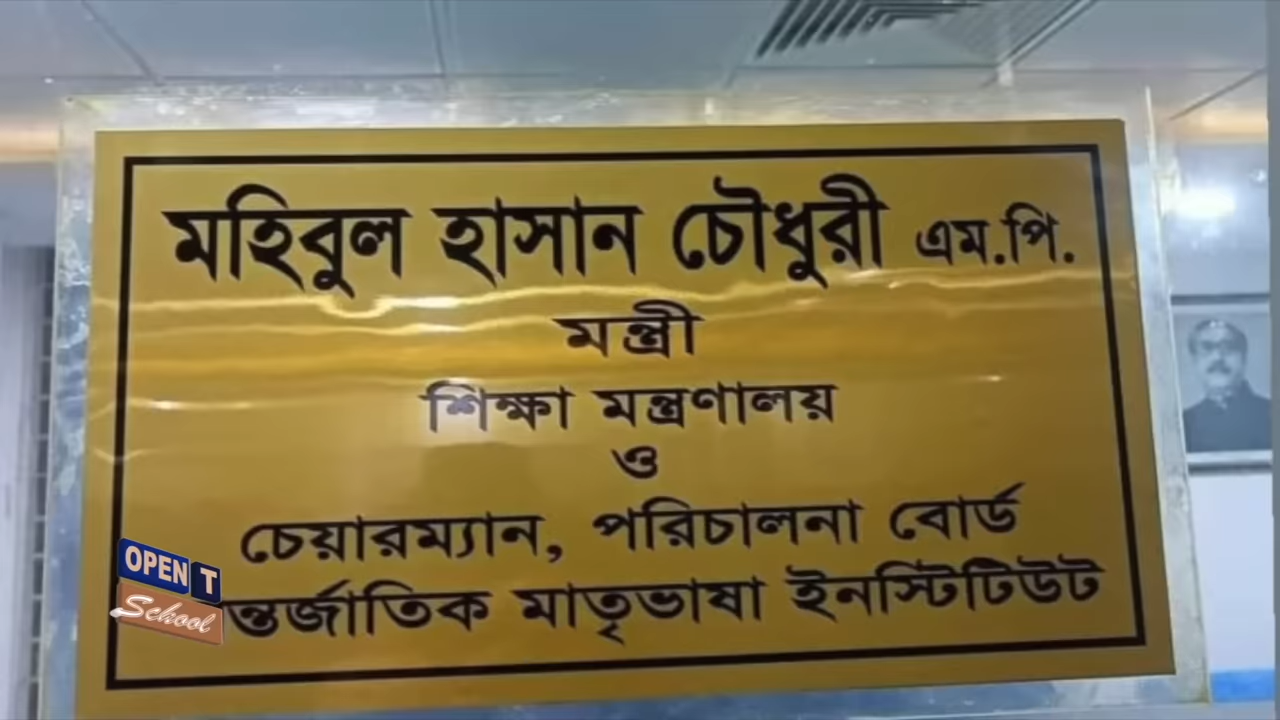 মহিবুল হাসান চৌধুরী এম.পি.
মন্ত্রী
শিক্ষা মন্ত্রণালয়
ও
চেয়ারম্যান, পরিচালনা বোর্ড
ন্তর্জাতিক মাতৃভাষা ইনস্টিটিউট
OPEN T
School